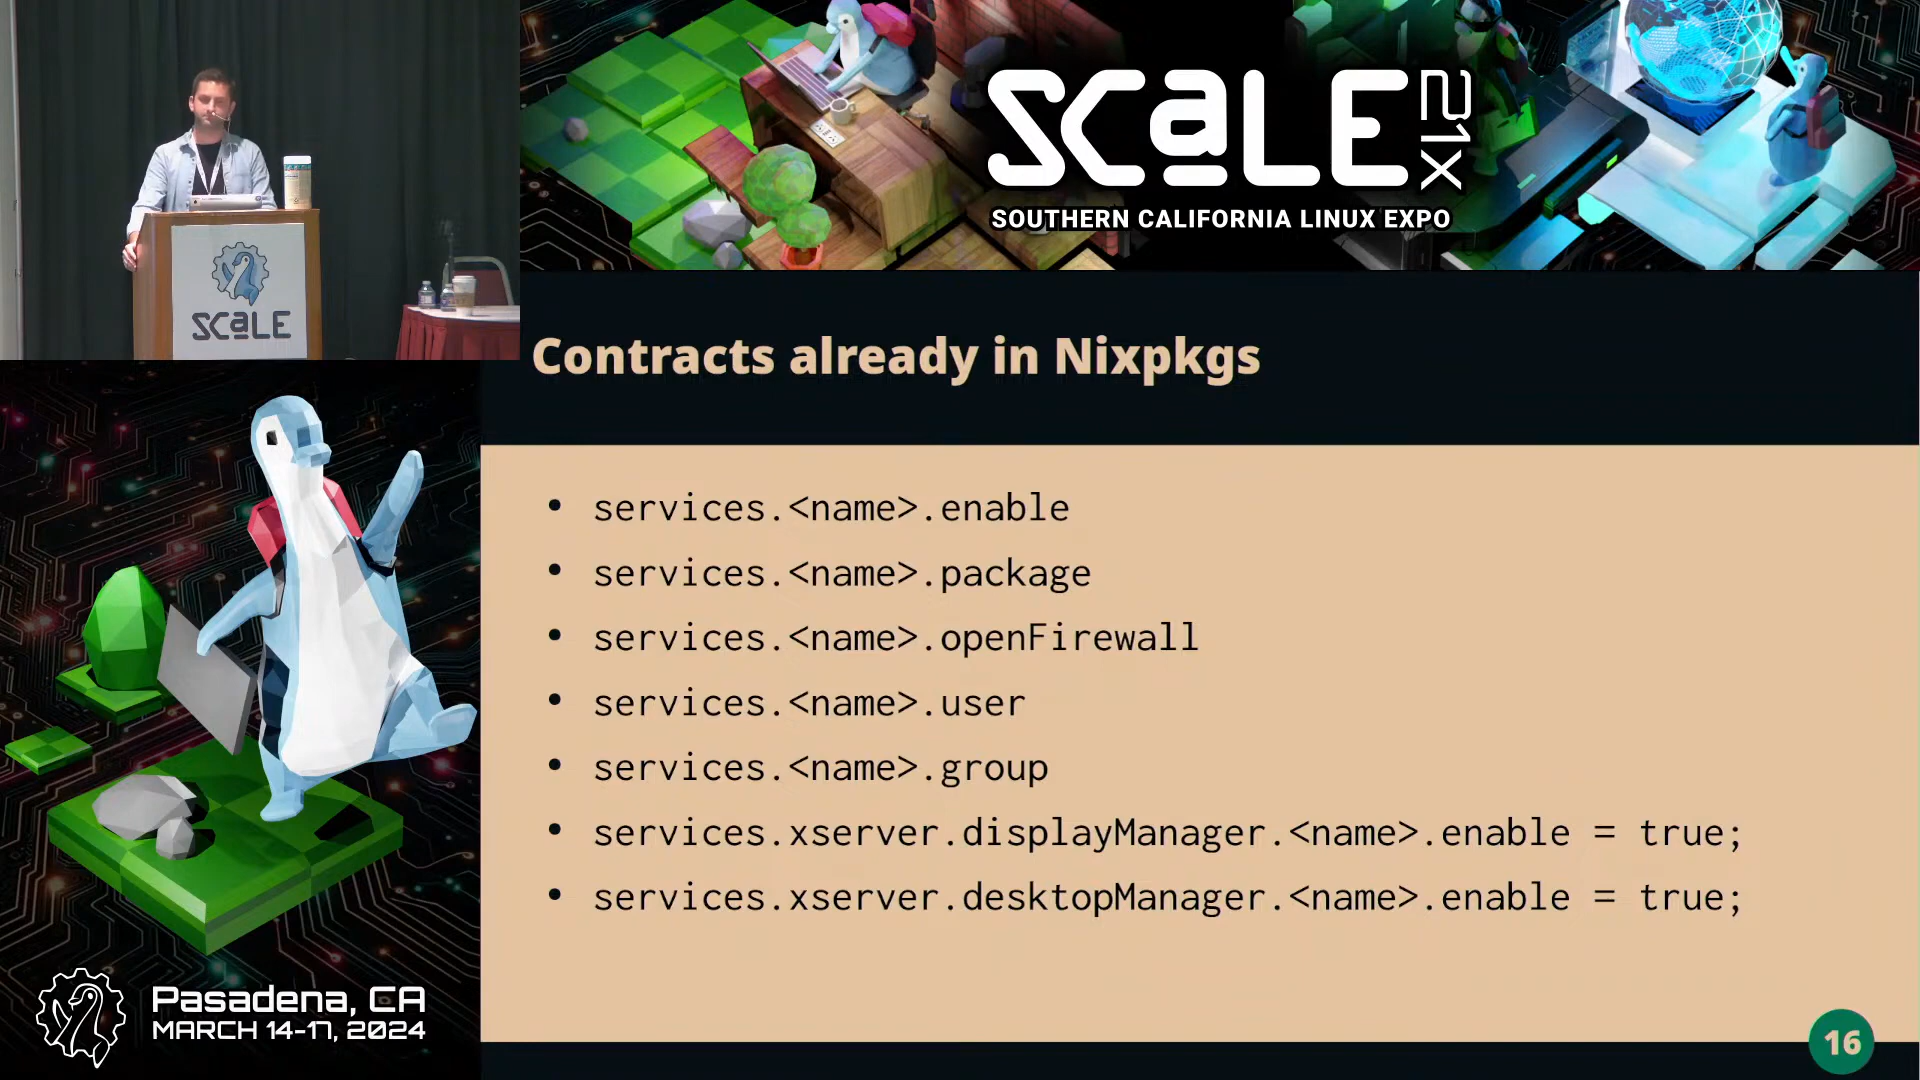 SCaLE
21X
SOUTHERN CALIFORNIA LINUX EXPO
SCaLE
Contracts already in Nixpkgs
• services.<name>.enable
• services.<name>.package
• services.<name>.openFirewall
• services.<name>.user
• services.<name>.group
• services.xserver.displayManager.<name>.enable = true;
• services.xserver.desktopManager.<name>.enable = true;
Pasadena, CA
MARCH 14-17, 2024
16